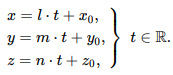 x = l · t + x₀,
y = m · t + y₀, } t ∈ ℝ.
z = n · t + z₀,